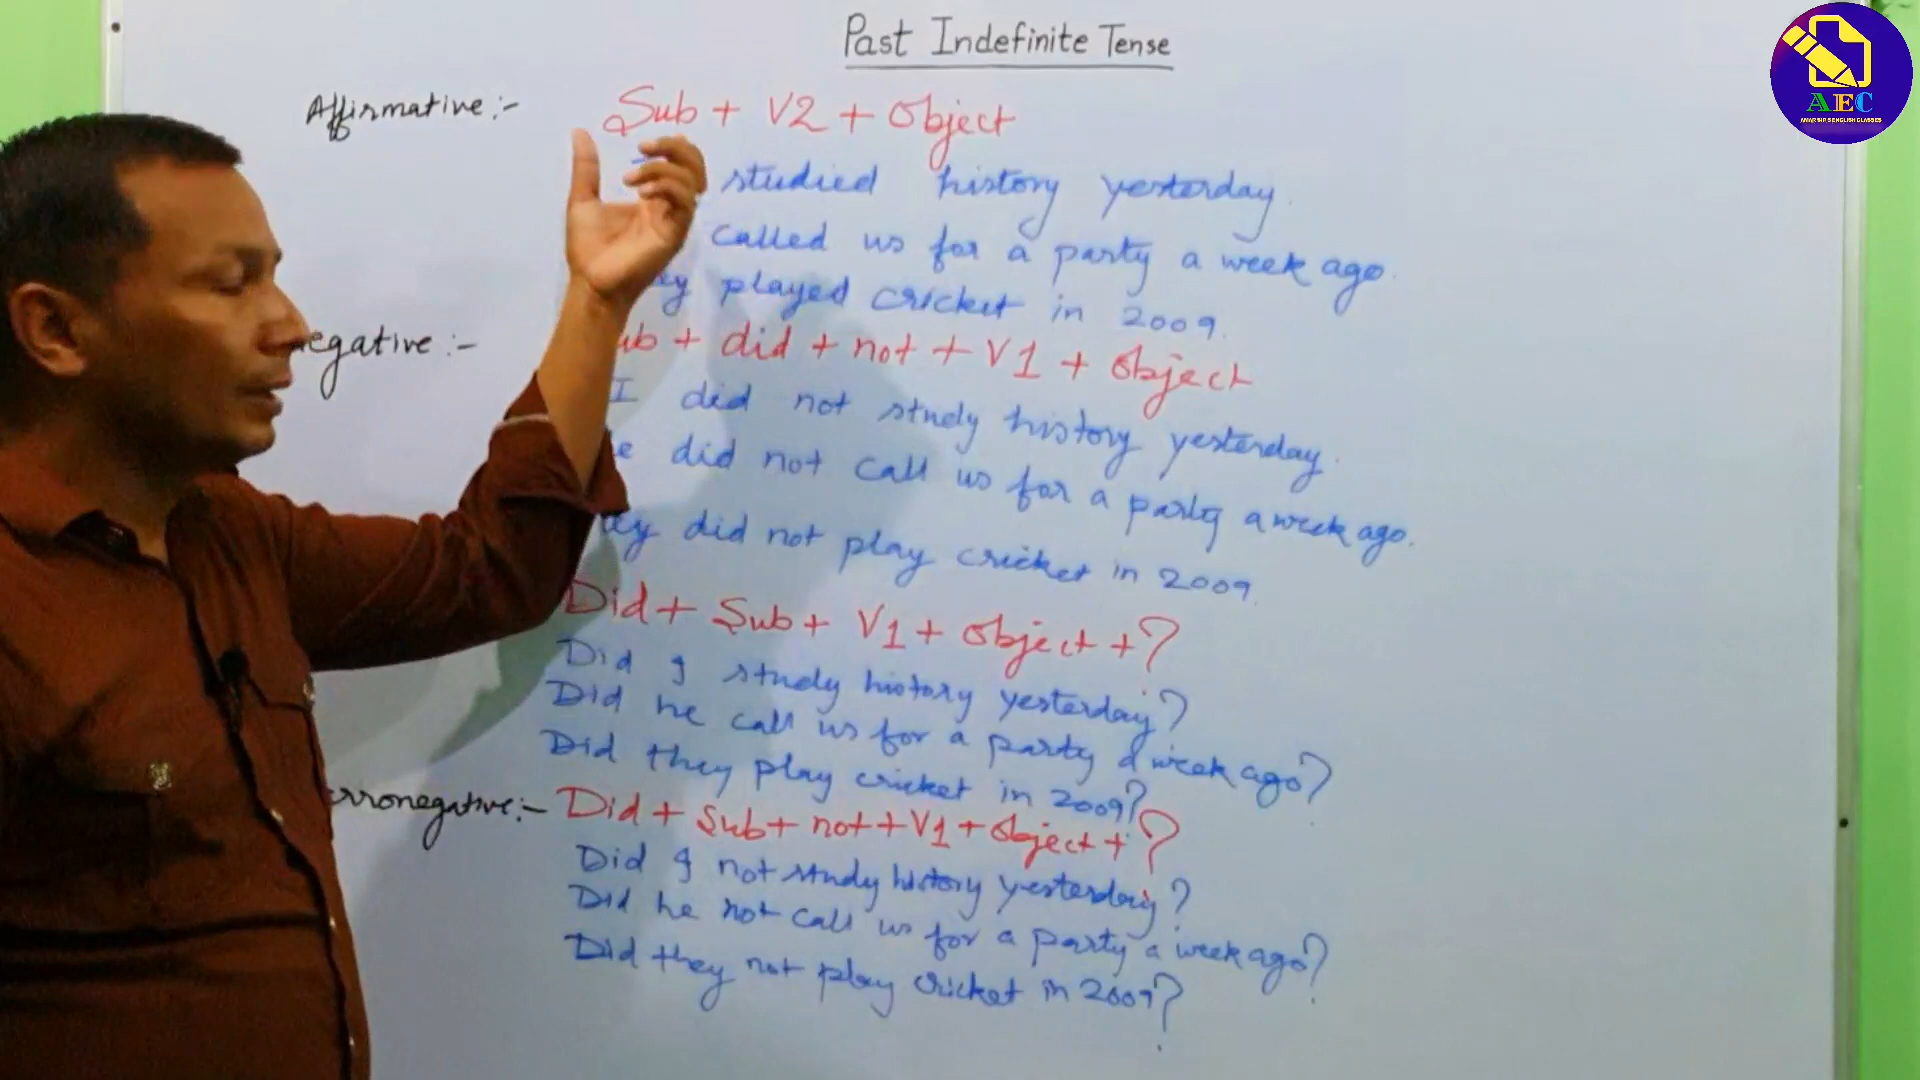 Past Indefinite Tense
AEC
Affirmative :- Sub + V2 + Object
studied history yesterday.
called us for a party a week ago.
played cricket in 2009.
+ did + not + V1 + Object
I did not study history yesterday.
did not call us for a party a week ago.
did not play cricket in 2009.
Did + Sub + V1 + Object + ?
Did I study history yesterday?
Did he call us for a party a week ago?
Did they play cricket in 2009?
Did + Sub + not + V1 + Object + ?
Did I not study history yesterday?
Did he not call us for a party a week ago?
Did they not play cricket in 2009?